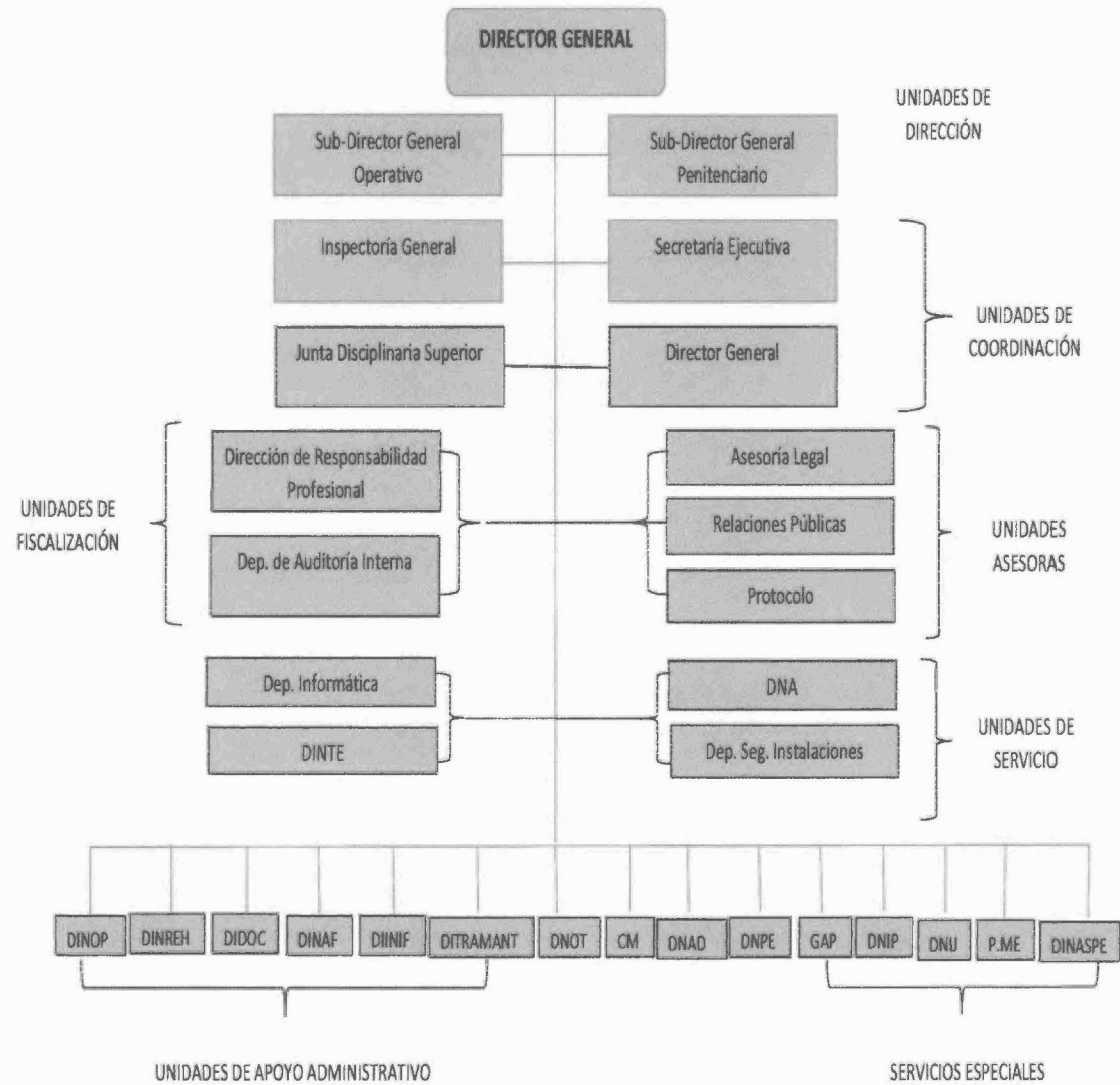 DIRECTOR GENERAL
UNIDADES DE
DIRECCIÓN
Sub-Director General
Operativo
Sub-Director General
Penitenciario
Inspectoría General
Secretaría Ejecutiva
UNIDADES DE
COORDINACIÓN
Junta Disciplinaria Superior
Director General
UNIDADES DE
FISCALIZACIÓN
Dirección de Responsabilidad
Profesional
Dep. de Auditoría Interna
Asesoría Legal
Relaciones Públicas
Protocolo
UNIDADES
ASESORAS
Dep. Informática
DINTE
DNA
Dep. Seg. Instalaciones
UNIDADES DE
SERVICIO
DINOP
DINREH
DIDOC
DINAF
DIINIF
DITRAMANT
DNOT
CM
DNAD
DNPE
GAP
DNIP
DNU
P.ME
DINASPE
UNIDADES DE APOYO ADMINISTRATIVO
SERVICIOS ESPECIALES